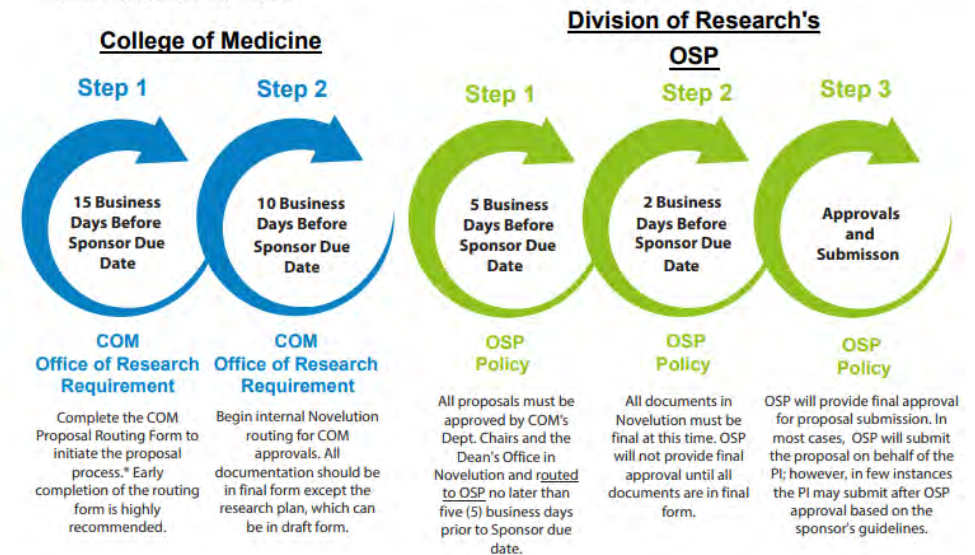 College of Medicine
Division of Research's
OSP
Step 1
Step 2
Step 1
Step 2
Step 3
15 Business
Days Before
Sponsor Due
Date
10 Business
Days Before
Sponsor Due
Date
5 Business
Days Before
Sponsor Due
Date
2 Business
Days Before
Sponsor Due
Date
Approvals
and
Submisson
COM
Office of Research
Requirement
Complete the COM
Proposal Routing Form to
initiate the proposal
process.* Early
completion of the routing
form is highly
recommended.
COM
Office of Research
Requirement
Begin internal Novelution
routing for COM
approvals. All
documentation should be
in final form except the
research plan, which can
be in draft form.
OSP
Policy
All proposals must be
approved by COM's
Dept. Chairs and the
Dean's Office in
Novelution and routed
to OSP no later than
five (5) business days
prior to Sponsor due
date.
OSP
Policy
All documents in
Novelution must be
final at this time. OSP
will not provide final
approval until all
documents are in final
form.
OSP
Policy
OSP will provide final approval
for proposal submission. In
most cases, OSP will submit
the proposal on behalf of the
PI; however, in few instances
the PI may submit after OSP
approval based on the
sponsor's guidelines.